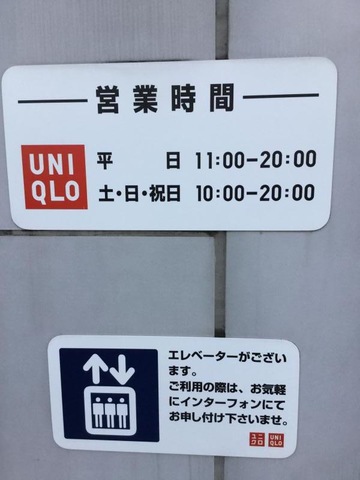 営業時間
UNI
QLO
平 日 11:00-20:00
土・日・祝日 10:00-20:00
エレベーターがござい
ます。
ご利用の際は、お気軽
にインターフォンにて
お申し付け下さいませ。
ユニ
クロ
UNI
QLO